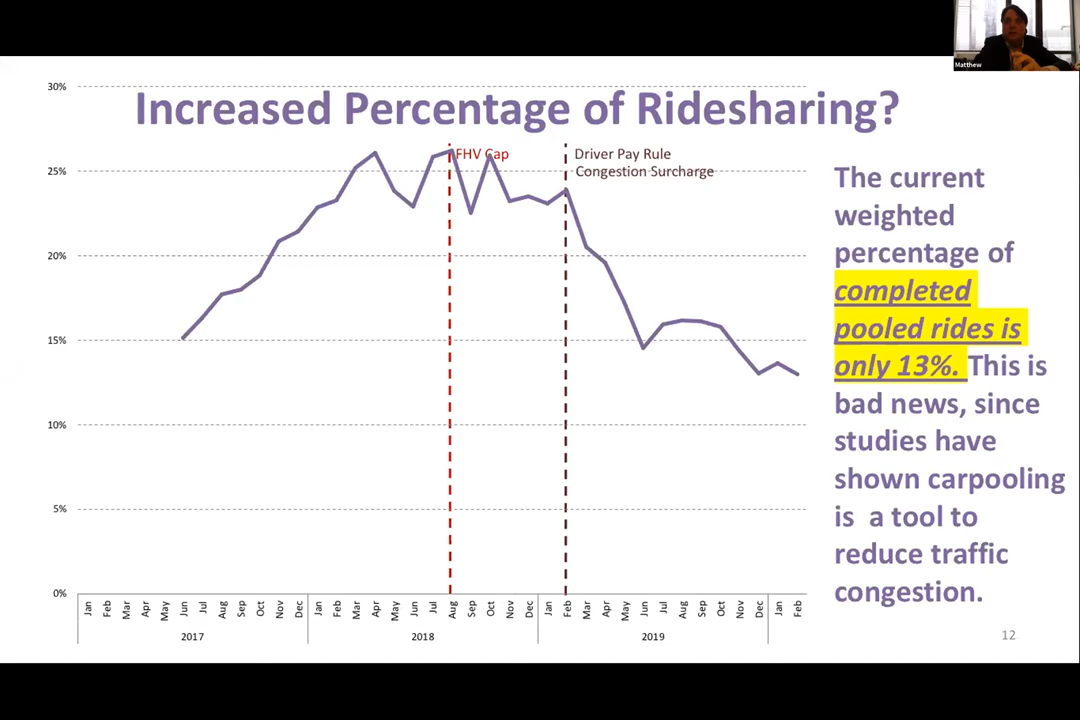 Matthew
Increased Percentage of Ridesharing?
30%
25%
20%
15%
10%
5%
0%
FHV Cap
Driver Pay Rule
Congestion Surcharge
Jan Feb Mar Apr May Jun Jul Aug Sep Oct Nov Dec Jan Feb Mar Apr May Jun Jul Aug Sep Oct Nov Dec Jan Feb Mar Apr May Jun Jul Aug Sep Oct Nov Dec Jan Feb
2017 2018 2019
The current
weighted
percentage of
completed
pooled rides is
only 13%. This is
bad news, since
studies have
shown carpooling
is a tool to
reduce traffic
congestion.
12